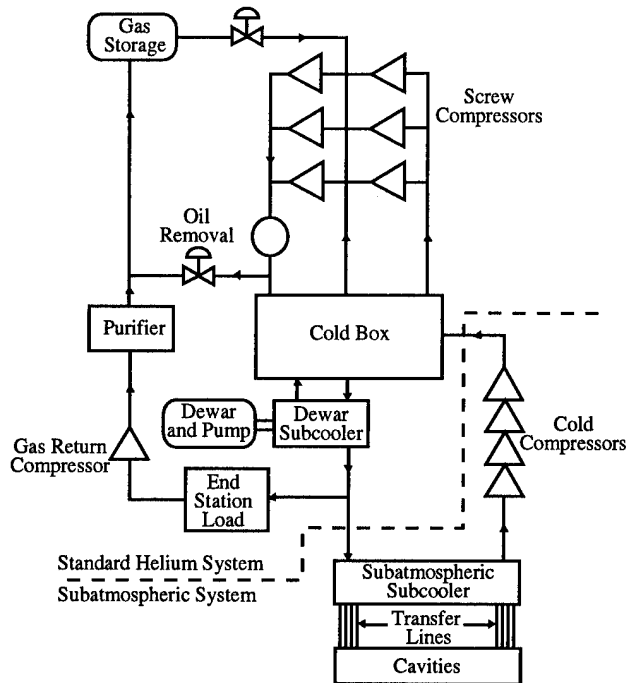 Gas
Storage
Screw
Compressors
Oil
Removal
Purifier
Cold Box
Dewar
and Pump
Dewar
Subcooler
Cold
Compressors
Gas Return
Compressor
End
Station
Load
Standard Helium System
Subatmospheric System
Subatmospheric
Subcooler
Transfer
Lines
Cavities